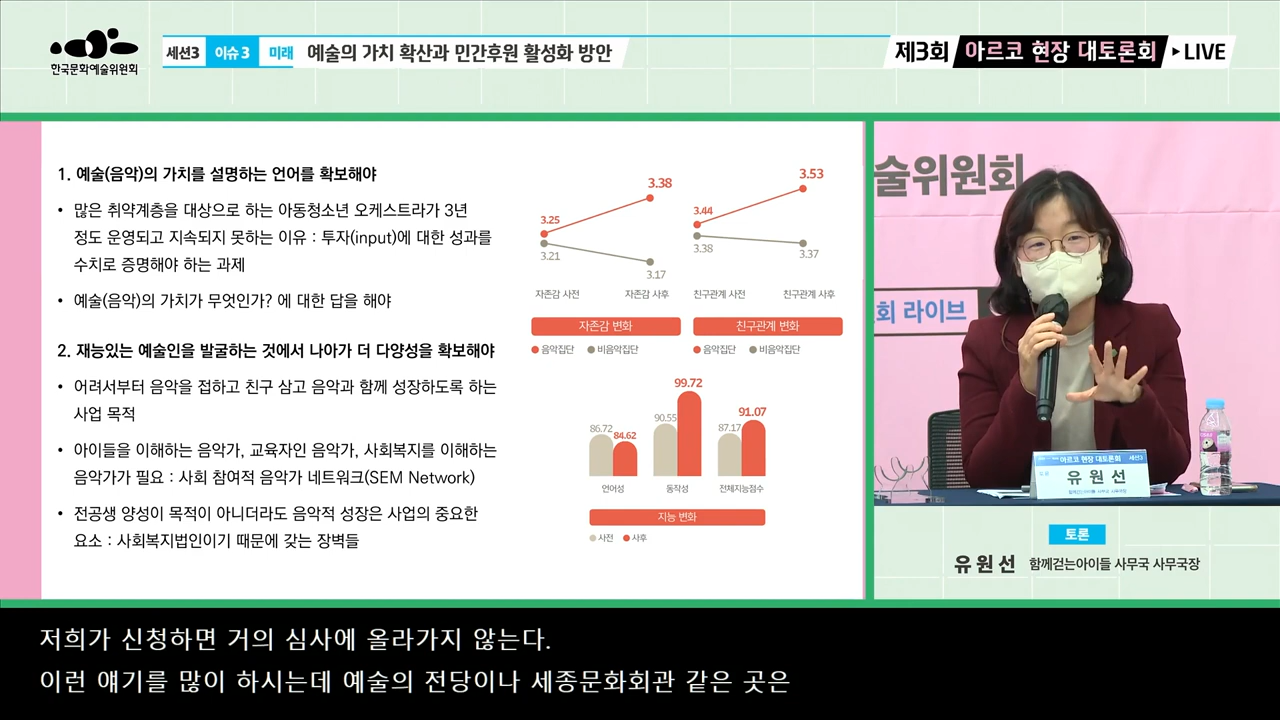 한국문화예술위원회
세션3 이슈 3 미래 예술의 가치 확산과 민간후원 활성화 방안
제3회 아르코 현장 대토론회 ▸LIVE
1. 예술(음악)의 가치를 설명하는 언어를 확보해야
• 많은 취약계층을 대상으로 하는 아동청소년 오케스트라가 3년
정도 운영되고 지속되지 못하는 이유 : 투자(input)에 대한 성과를
수치로 증명해야 하는 과제
• 예술(음악)의 가치가 무엇인가? 에 대한 답을 해야
2. 재능있는 예술인을 발굴하는 것에서 나아가 더 다양성을 확보해야
• 어려서부터 음악을 접하고 친구 삼고 음악과 함께 성장하도록 하는
사업 목적
• 아이들을 이해하는 음악가, 교육자인 음악가, 사회복지를 이해하는
음악가가 필요 : 사회 참여적 음악가 네트워크(SEM Network)
• 전공생 양성이 목적이 아니더라도 음악적 성장은 사업의 중요한
요소 : 사회복지법인이기 때문에 갖는 장벽들
3.38
3.25
3.21
3.17
자존감 사전 자존감 사후
자존감 변화
음악집단 비음악집단
3.53
3.44
3.38
3.37
친구관계 사전 친구관계 사후
친구관계 변화
음악집단 비음악집단
99.72
90.55
91.07
86.72
84.62
87.17
언어성 동작성 전체지능점수
지능 변화
사전 사후
술위원회
회 라이브
아르코 현장 대토론회 세션3
유원선
토론
유원선 함께걷는아이들 사무국 사무국장
저희가 신청하면 거의 심사에 올라가지 않는다.
이런 얘기를 많이 하시는데 예술의 전당이나 세종문화회관 같은 곳은